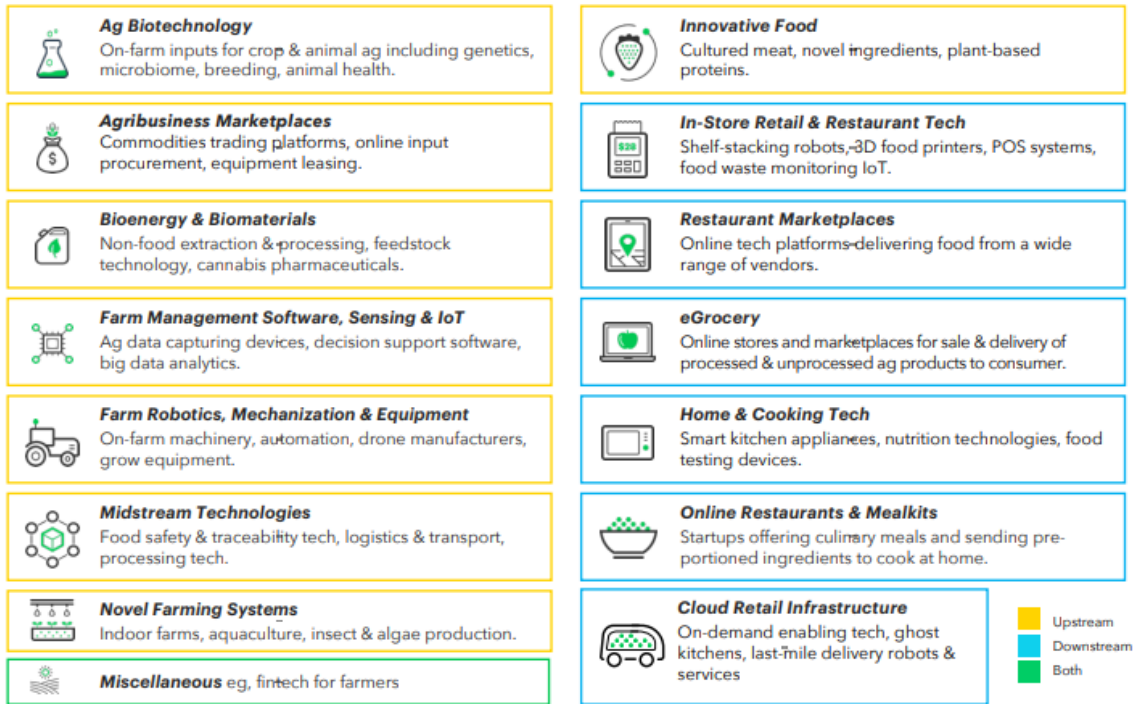 Ag Biotechnology
On-farm inputs for crop & animal ag including genetics,
microbiome, breeding, animal health.
Agribusiness Marketplaces
Commodities trading platforms, online input
procurement, equipment leasing.
Bioenergy & Biomaterials
Non-food extraction & processing, feedstock
technology, cannabis pharmaceuticals.
Farm Management Software, Sensing & IoT
Ag data capturing devices, decision support software,
big data analytics.
Farm Robotics, Mechanization & Equipment
On-farm machinery, automation, drone manufacturers,
grow equipment.
Midstream Technologies
Food safety & traceability tech, logistics & transport,
processing tech.
Novel Farming Systems
Indoor farms, aquaculture, insect & algae production.
Miscellaneous eg, fintech for farmers
Innovative Food
Cultured meat, novel ingredients, plant-based
proteins.
$28
In-Store Retail & Restaurant Tech
Shelf-stacking robots, 3D food printers, POS systems,
food waste monitoring IoT.
Restaurant Marketplaces
Online tech platforms delivering food from a wide
range of vendors.
eGrocery
Online stores and marketplaces for sale & delivery of
processed & unprocessed ag products to consumer.
Home & Cooking Tech
Smart kitchen appliances, nutrition technologies, food
testing devices.
Online Restaurants & Mealkits
Startups offering culinary meals and sending pre-
portioned ingredients to cook at home.
Cloud Retail Infrastructure
On-demand enabling tech, ghost
kitchens, last-mile delivery robots &
services
Upstream
Downstream
Both